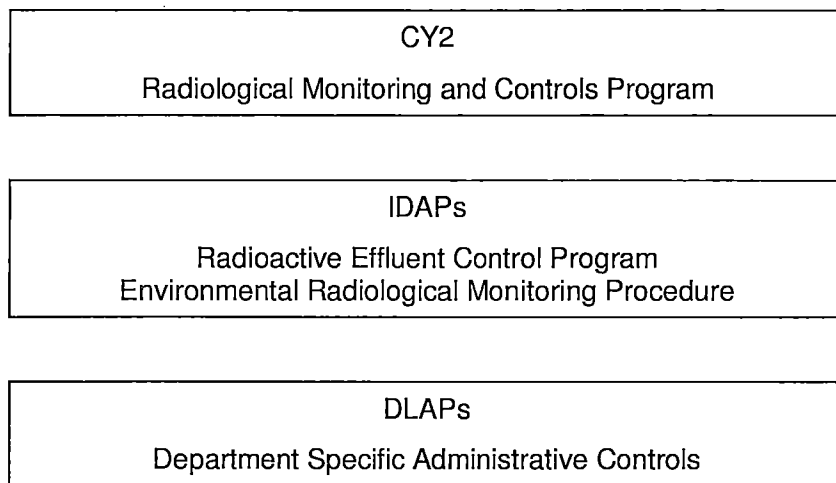 CY2
Radiological Monitoring and Controls Program
IDAPs
Radioactive Effluent Control Program
Environmental Radiological Monitoring Procedure
DLAPs
Department Specific Administrative Controls